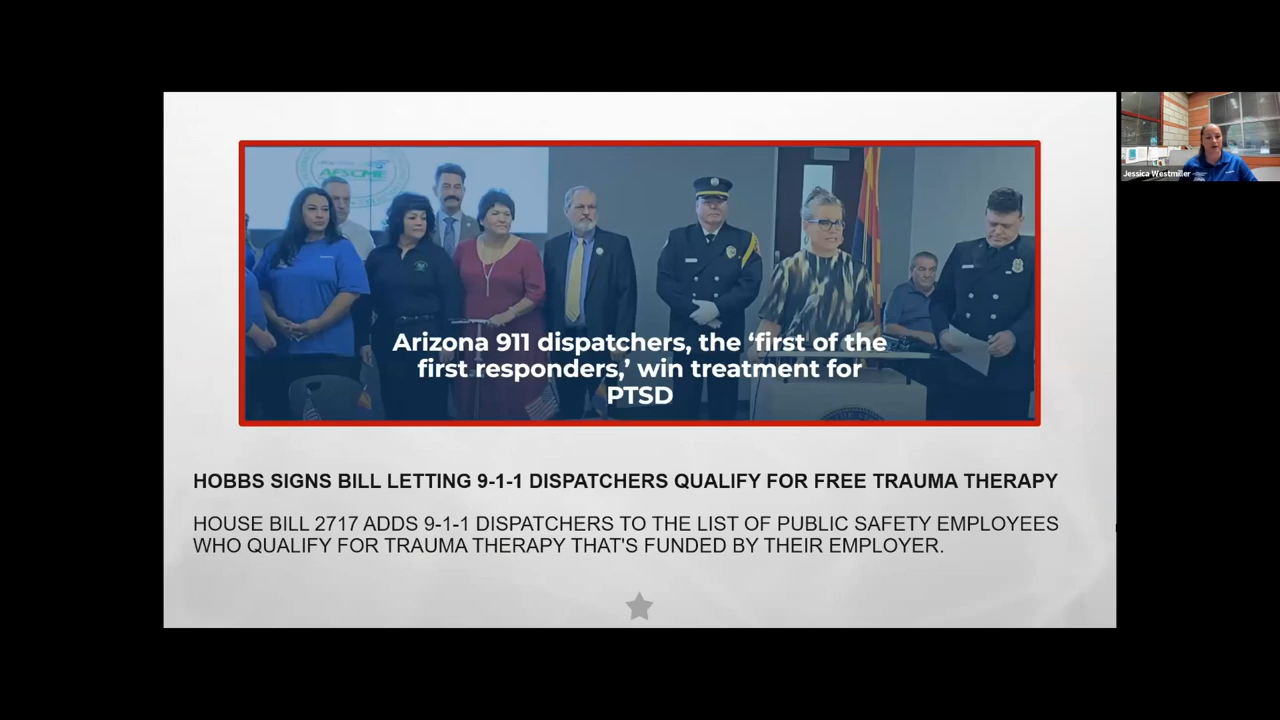 AFSCME
Jessica Westmiller
Arizona 911 dispatchers, the ‘first of the
first responders,’ win treatment for
PTSD
HOBBS SIGNS BILL LETTING 9-1-1 DISPATCHERS QUALIFY FOR FREE TRAUMA THERAPY
HOUSE BILL 2717 ADDS 9-1-1 DISPATCHERS TO THE LIST OF PUBLIC SAFETY EMPLOYEES
WHO QUALIFY FOR TRAUMA THERAPY THAT'S FUNDED BY THEIR EMPLOYER.